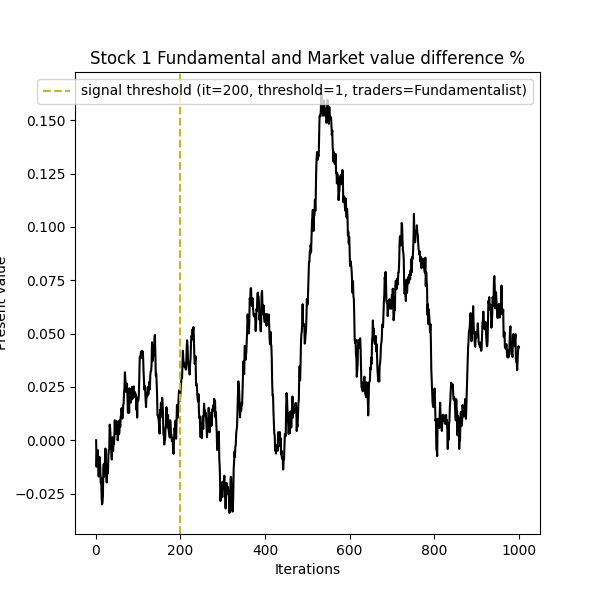 Stock 1 Fundamental and Market value difference %
signal threshold (it=200, threshold=1, traders=Fundamentalist)
0.150
0.125
0.100
0.075
0.050
0.025
0.000
−0.025
Present value
0 200 400 600 800 1000
Iterations